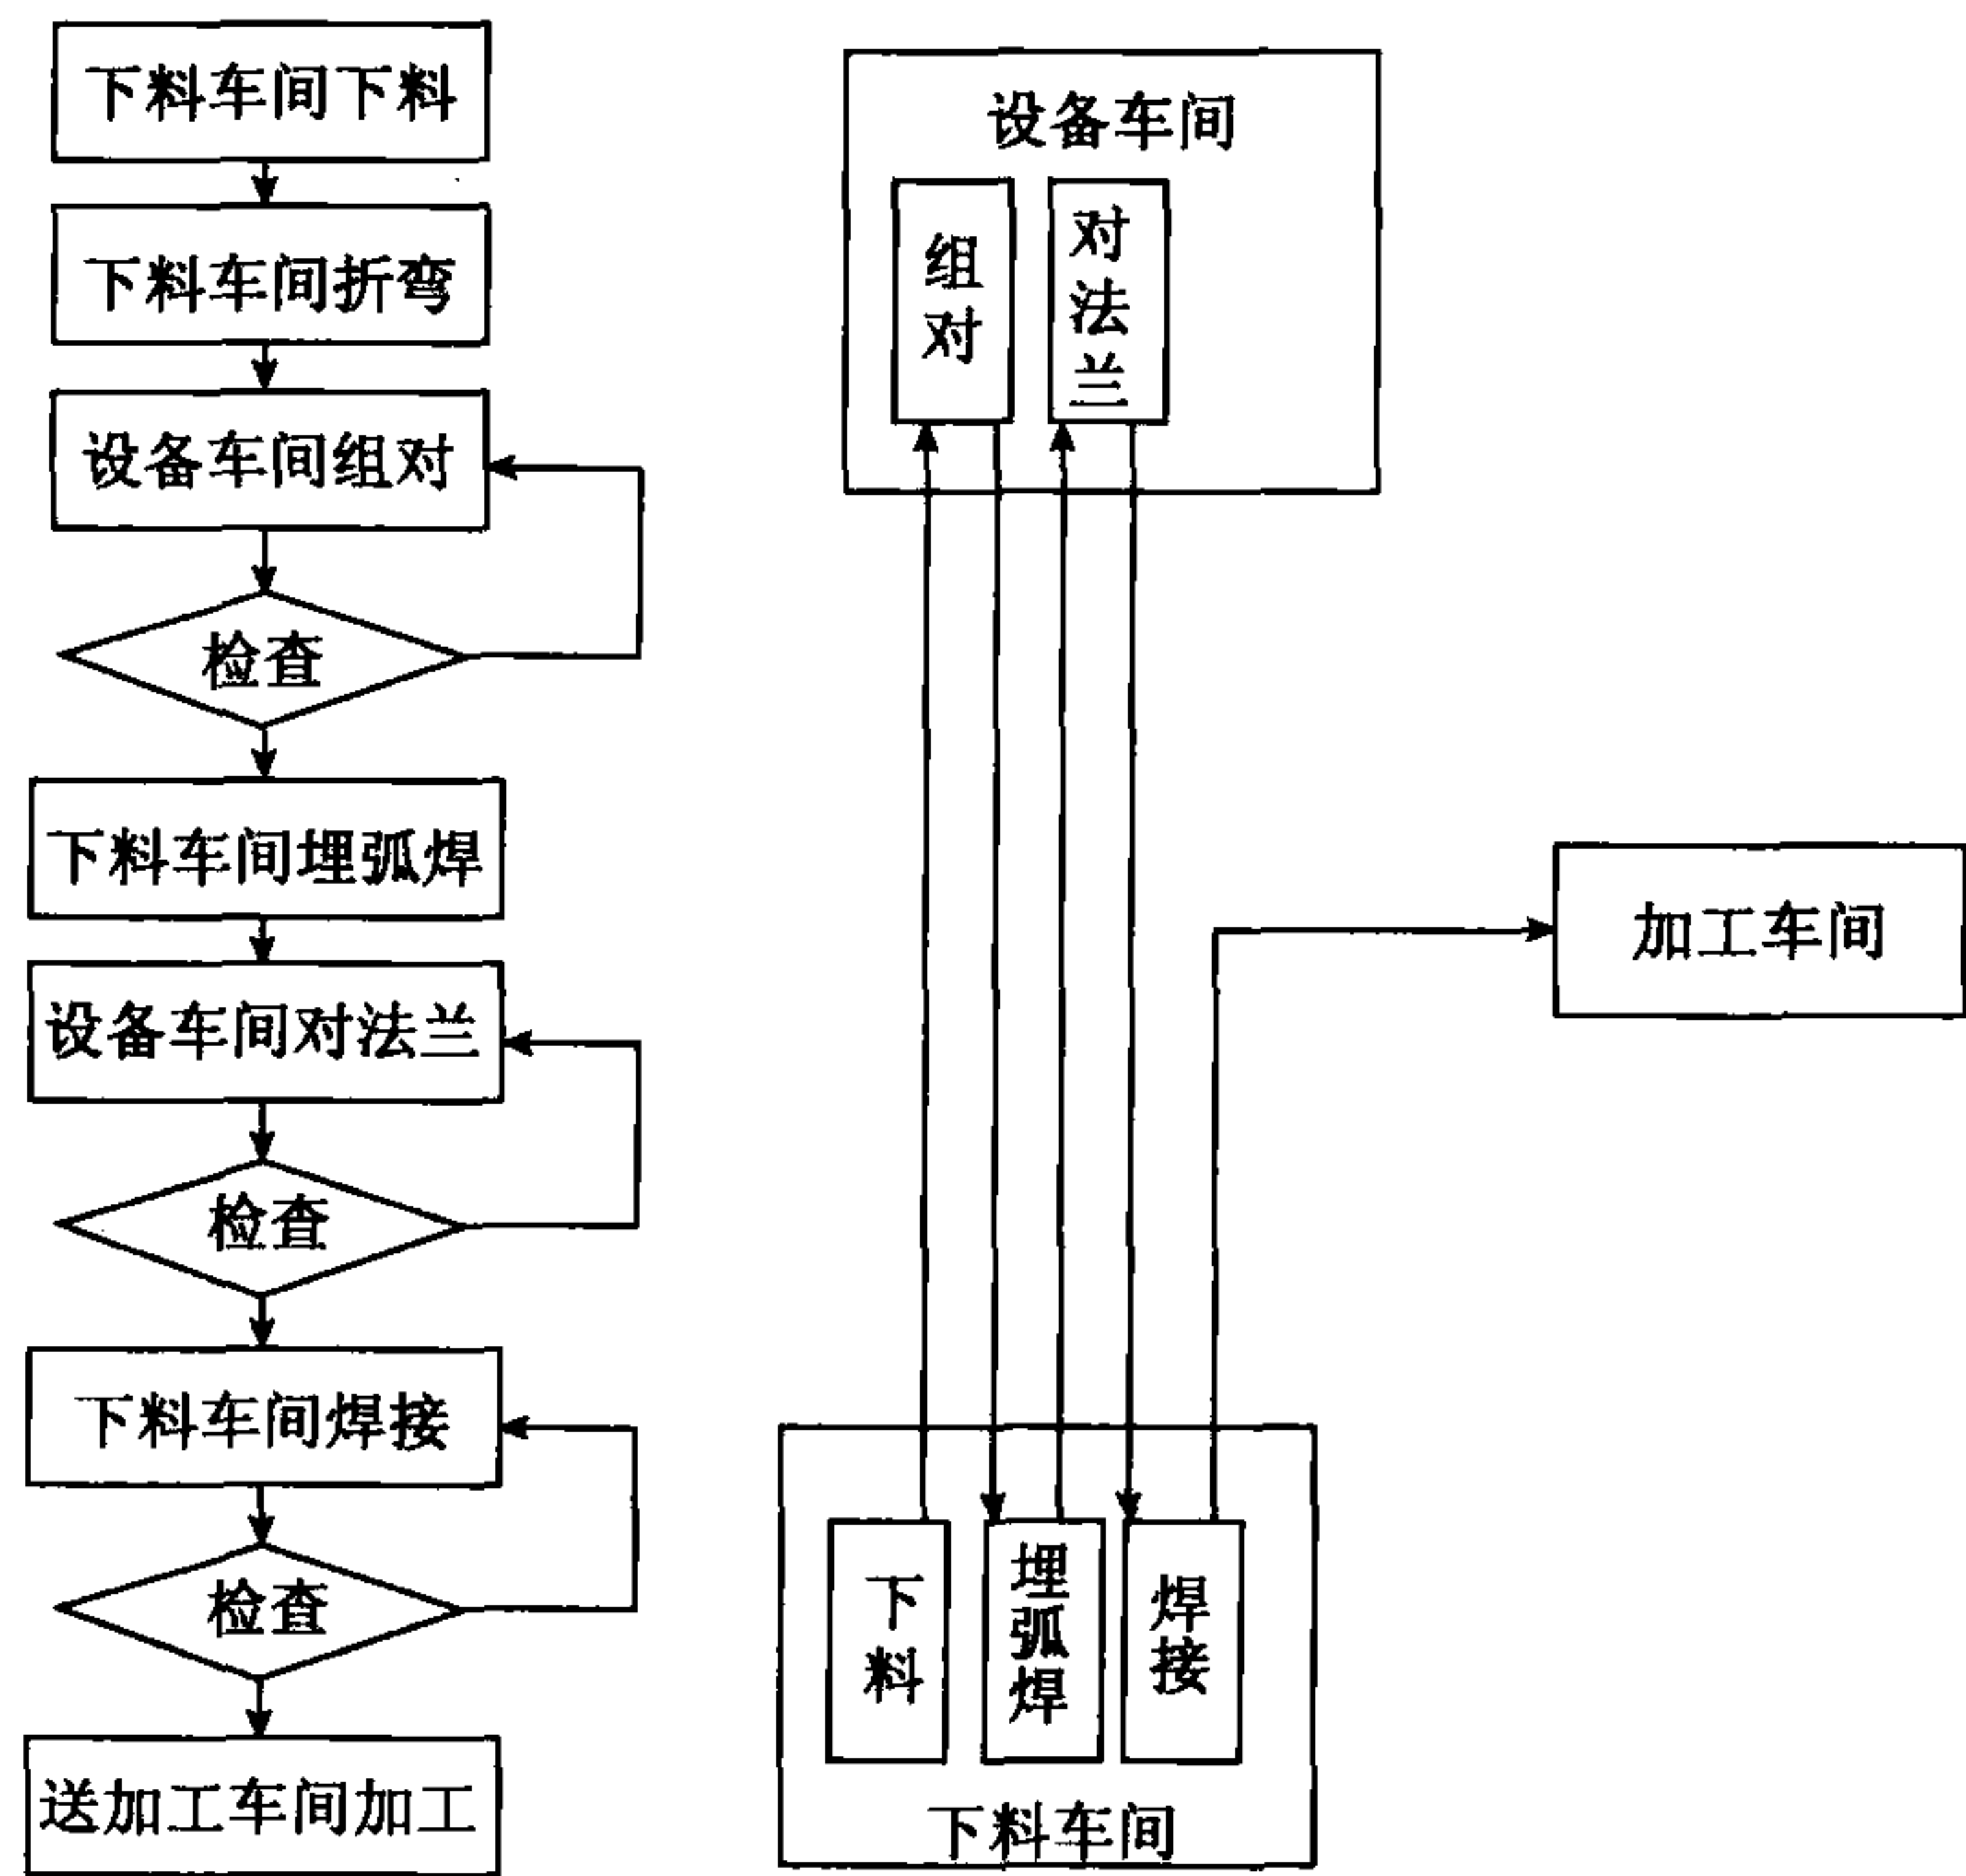 下料车间下料
下料车间折弯
设备车间组对
检查
下料车间埋弧焊
设备车间对法兰
检查
下料车间焊接
检查
送加工车间加工
设备车间
组对
对法兰
加工车间
下料
埋弧焊
焊接
下料车间